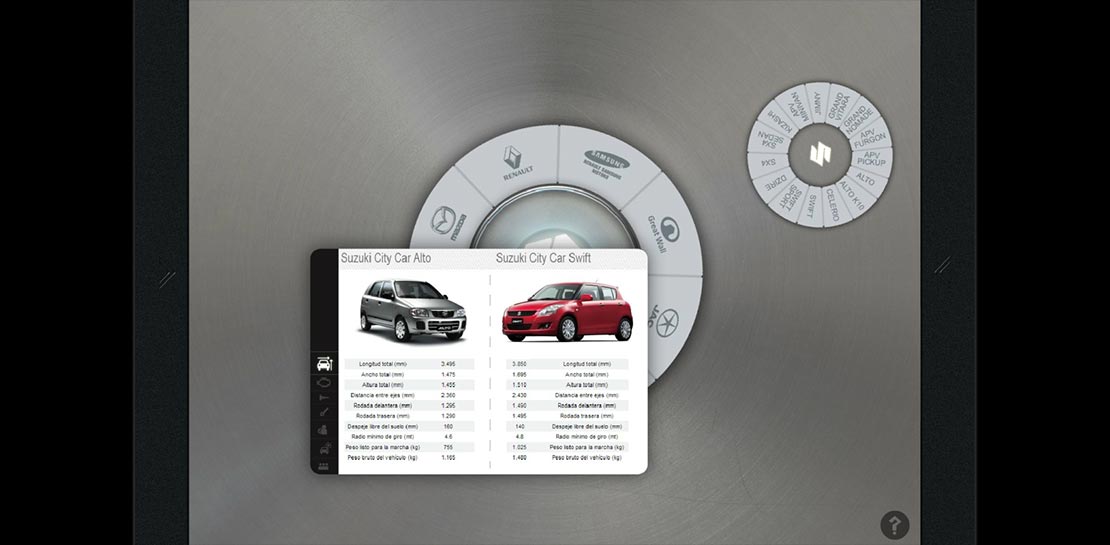 RENAULT
SAMSUNG
RENAULT SAMSUNG
MOTORS
mazda
Great Wall
JAC
JIMNY
GRAND
VITARA
GRAND
NOMADE
APV
FURGON
APV
PICKUP
ALTO
ALTO K10
CELERIO
SWIFT
SWIFT
SPORT
DZIRE
SX4
SX4
SEDAN
KIZASHI
APV
MINIVAN
Suzuki City Car Alto
Suzuki City Car Swift
ALTO
Longitud total (mm) 3.495
3.850 Longitud total (mm)
Ancho total (mm) 1.475
1.695 Ancho total (mm)
Altura total (mm) 1.455
1.510 Altura total (mm)
Distancia entre ejes (mm) 2.360
2.430 Distancia entre ejes (mm)
Rodada delantera (mm) 1.295
1.490 Rodada delantera (mm)
Rodada trasera (mm) 1.290
1.495 Rodada trasera (mm)
Despeje libre del suelo (mm) 160
140 Despeje libre del suelo (mm)
Radio mínimo de giro (mt) 4.6
4.8 Radio mínimo de giro (mt)
Peso listo para la marcha (kg) 755
1.025 Peso listo para la marcha (kg)
Peso bruto del vehículo (kg) 1.165
1.480 Peso bruto del vehículo (kg)
?